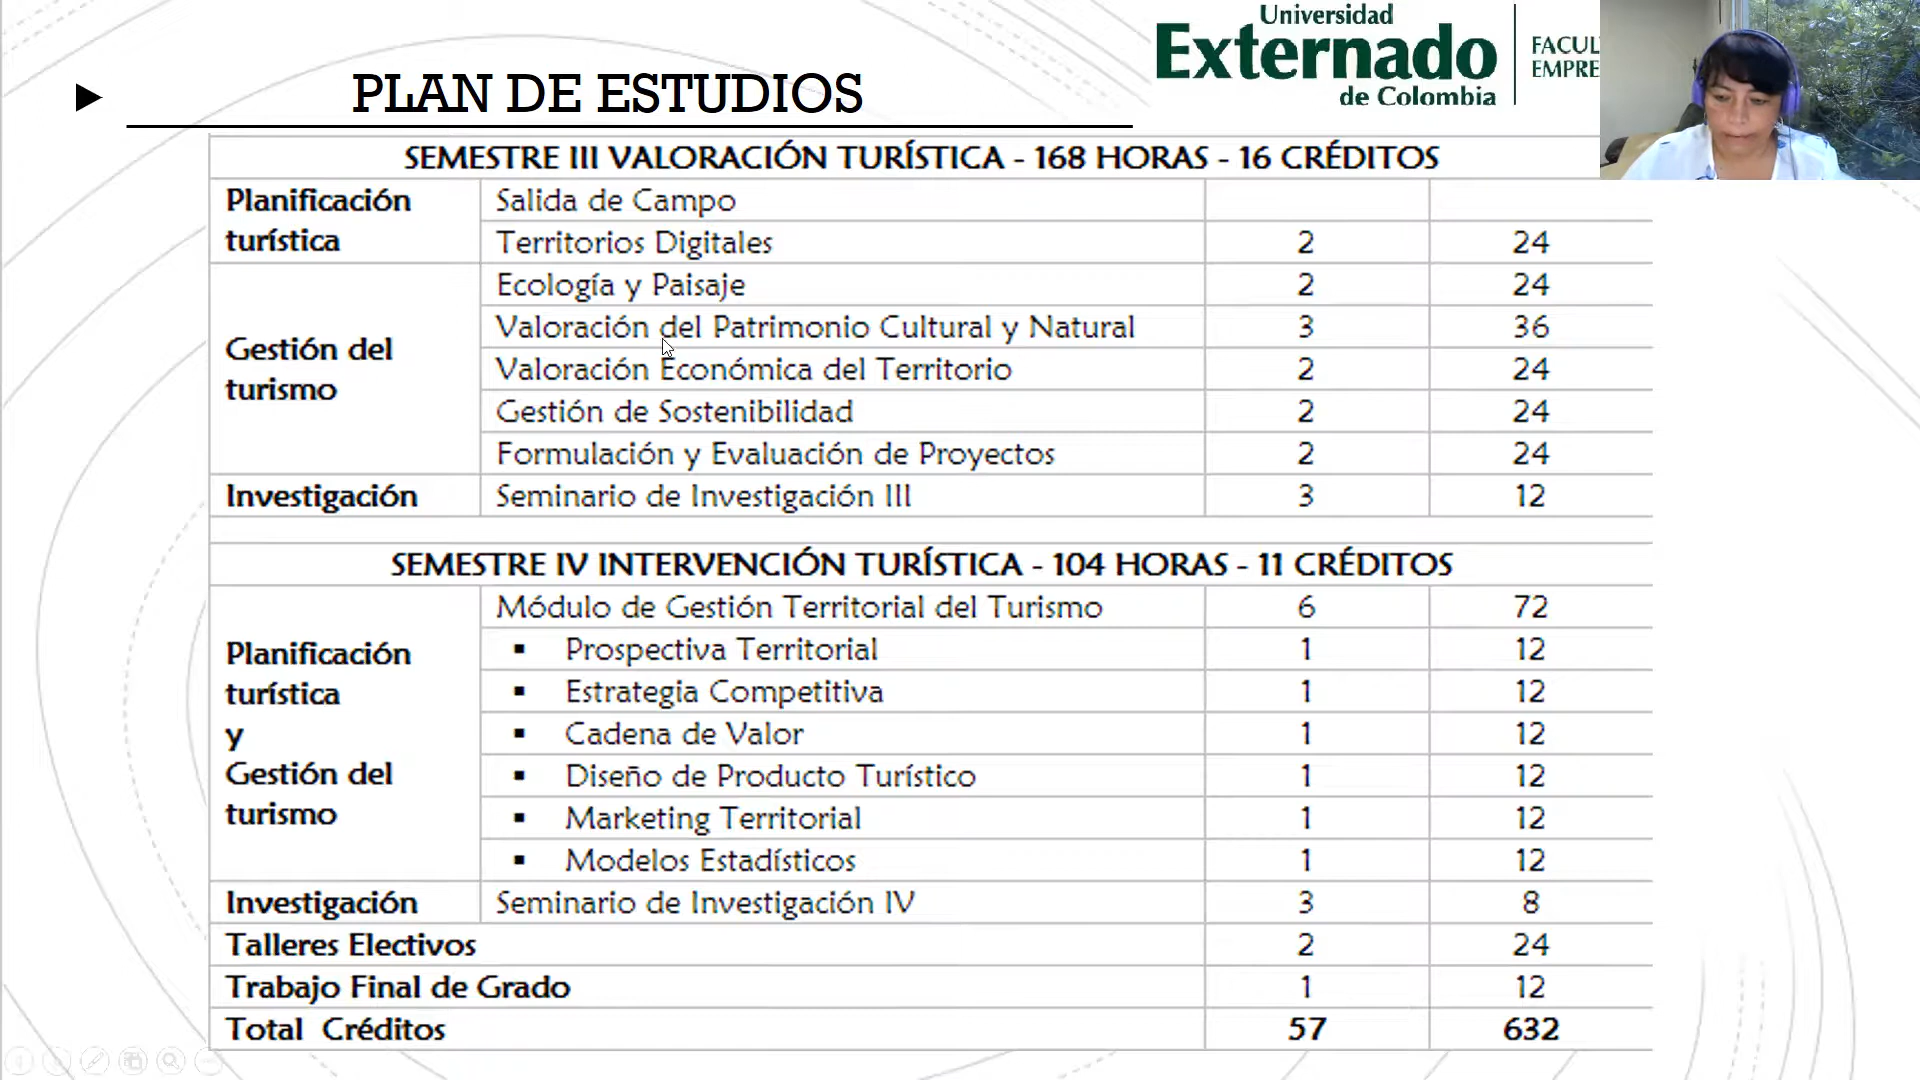 Universidad
Externado
de Colombia
FACUL
EMPRE
PLAN DE ESTUDIOS
SEMESTRE III VALORACIÓN TURÍSTICA - 168 HORAS - 16 CRÉDITOS
Planificación turística
Salida de Campo
Territorios Digitales 2 24
Gestión del turismo
Ecología y Paisaje 2 24
Valoración del Patrimonio Cultural y Natural 3 36
Valoración Económica del Territorio 2 24
Gestión de Sostenibilidad 2 24
Formulación y Evaluación de Proyectos 2 24
Investigación Seminario de Investigación III 3 12
SEMESTRE IV INTERVENCIÓN TURÍSTICA - 104 HORAS - 11 CRÉDITOS
Planificación turística y Gestión del turismo
Módulo de Gestión Territorial del Turismo 6 72
▪ Prospectiva Territorial 1 12
▪ Estrategia Competitiva 1 12
▪ Cadena de Valor 1 12
▪ Diseño de Producto Turístico 1 12
▪ Marketing Territorial 1 12
▪ Modelos Estadísticos 1 12
Investigación Seminario de Investigación IV 3 8
Talleres Electivos 2 24
Trabajo Final de Grado 1 12
Total Créditos 57 632